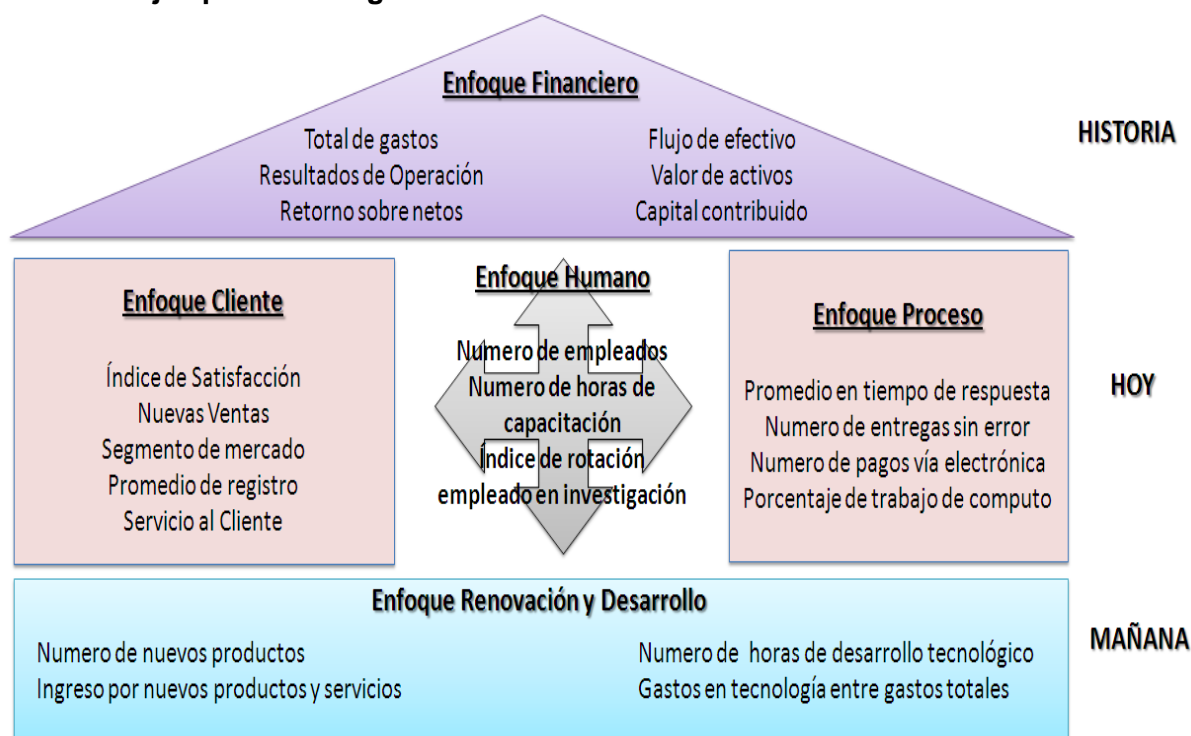 Enfoque Financiero
Total de gastos
Resultados de Operación
Retorno sobre netos
Flujo de efectivo
Valor de activos
Capital contribuido
HISTORIA
Enfoque Cliente
Índice de Satisfacción
Nuevas Ventas
Segmento de mercado
Promedio de registro
Servicio al Cliente
Enfoque Humano
Numero de empleados
Numero de horas de
capacitación
Índice de rotación
empleado en investigación
Enfoque Proceso
Promedio en tiempo de respuesta
Numero de entregas sin error
Numero de pagos vía electrónica
Porcentaje de trabajo de computo
HOY
Enfoque Renovación y Desarrollo
Numero de nuevos productos
Ingreso por nuevos productos y servicios
Numero de horas de desarrollo tecnológico
Gastos en tecnología entre gastos totales
MAÑANA